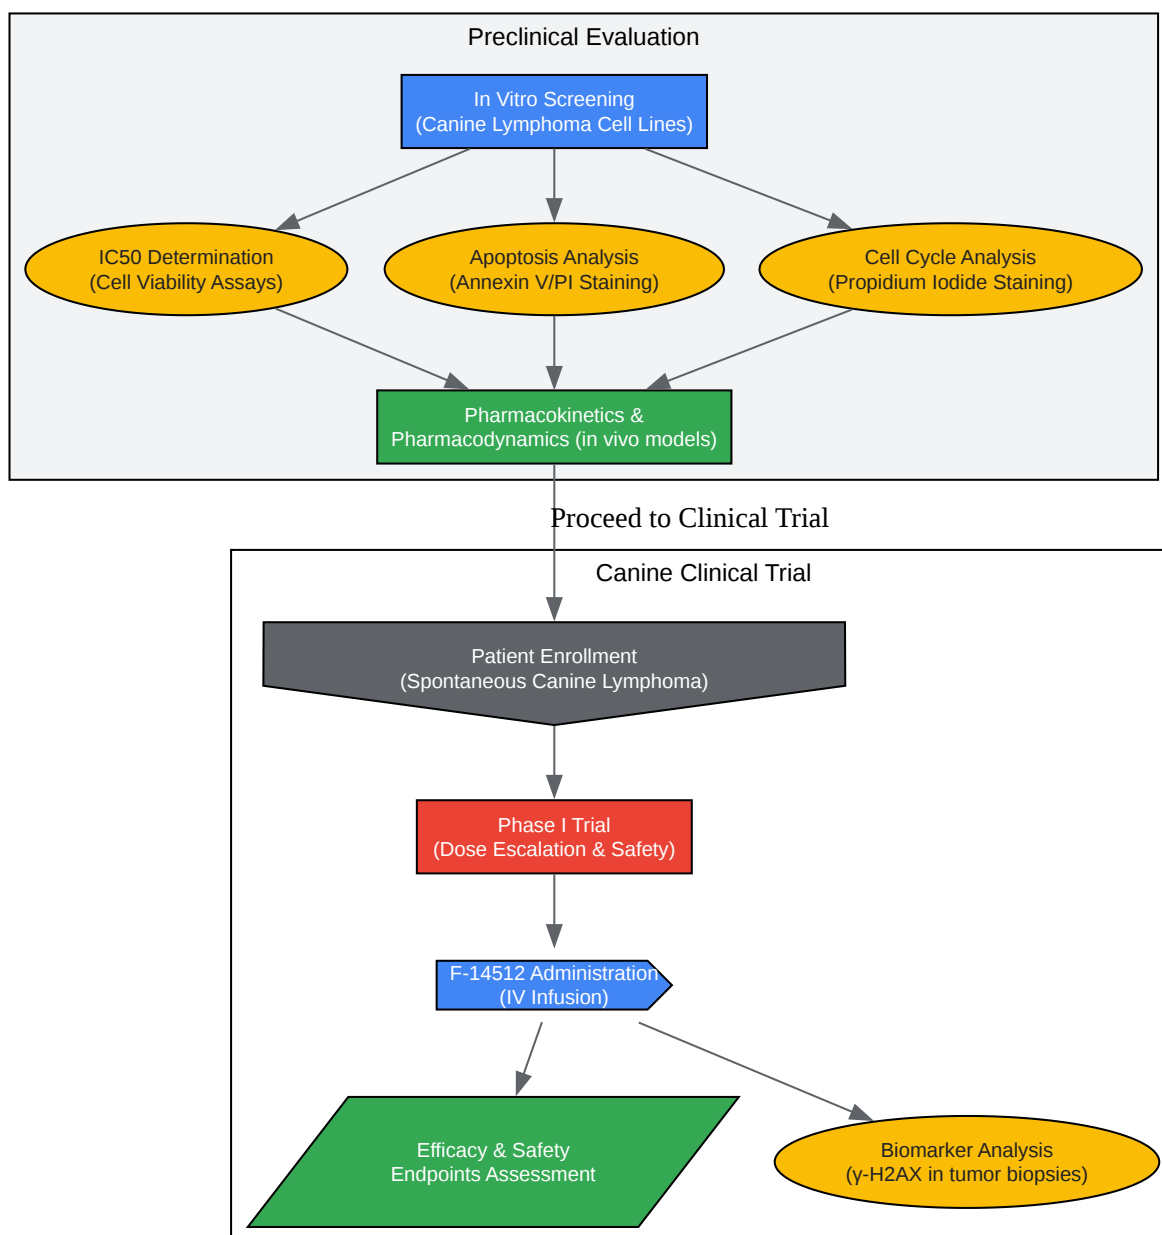 Preclinical Evaluation
In Vitro Screening
(Canine Lymphoma Cell Lines)
IC50 Determination
(Cell Viability Assays)
Apoptosis Analysis
(Annexin V/PI Staining)
Cell Cycle Analysis
(Propidium Iodide Staining)
Pharmacokinetics &
Pharmacodynamics (in vivo models)
Proceed to Clinical Trial
Canine Clinical Trial
Patient Enrollment
(Spontaneous Canine Lymphoma)
Phase I Trial
(Dose Escalation & Safety)
F-14512 Administration
(IV Infusion)
Efficacy & Safety
Endpoints Assessment
Biomarker Analysis
(γ-H2AX in tumor biopsies)